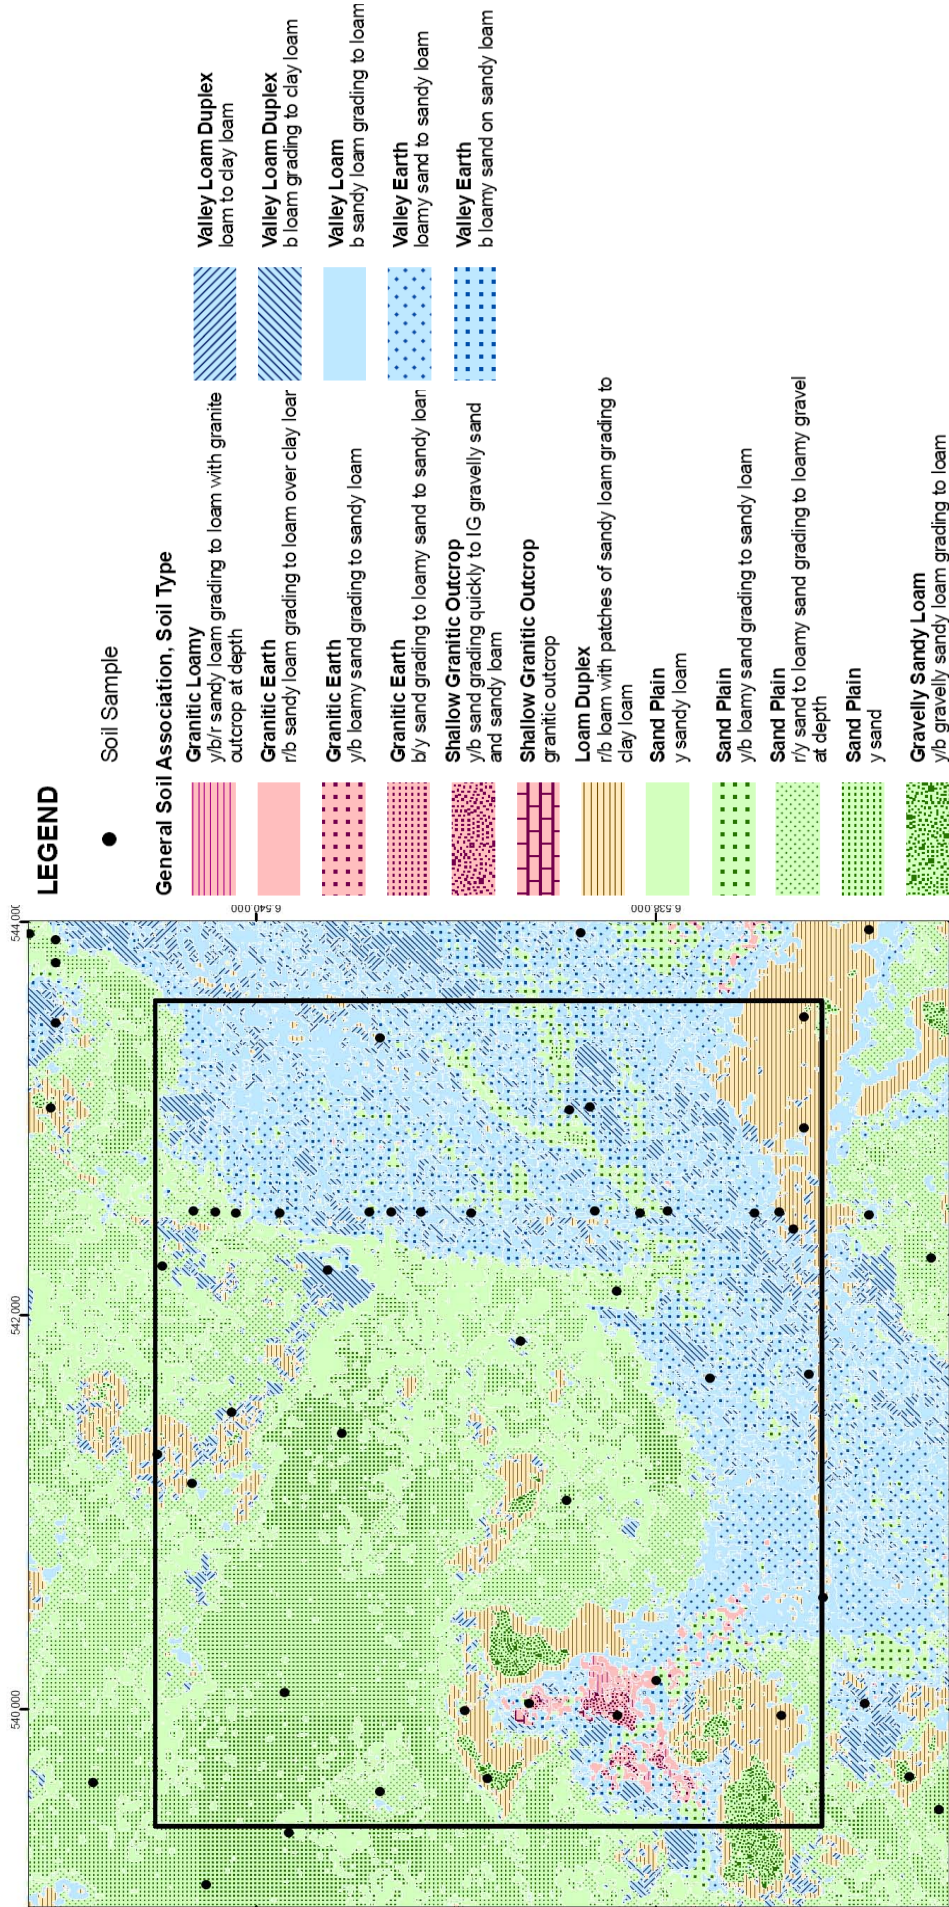 LEGEND
Soil Sample
General Soil Association, Soil Type
Granitic Loamy
y/b/r sandy loam grading to loam with granite
outcrop at depth
Granitic Earth
r/b sandy loam grading to loam over clay loar
Granitic Earth
y/b loamy sand grading to sandy loam
Granitic Earth
b/y sand grading to loamy sand to sandy loan
Shallow Granitic Outcrop
y/b sand grading quickly to IG gravelly sand
and sandy loam
Shallow Granitic Outcrop
granitic outcrop
Loam Duplex
r/b loam with patches of sandy loam grading to
clay loam
Sand Plain
y sandy loam
Sand Plain
y/b loamy sand grading to sandy loam
Sand Plain
r/y sand to loamy sand grading to loamy gravel
at depth
Sand Plain
y sand
Gravelly Sandy Loam
y/b gravelly sandy loam grading to loam
Valley Loam Duplex
loam to clay loam
Valley Loam Duplex
b loam grading to clay loam
Valley Loam
b sandy loam grading to loam
Valley Earth
loamy sand to sandy loam
Valley Earth
b loamy sand on sandy loam
540,000
542,000
544,000
6,540,000
6,538,000